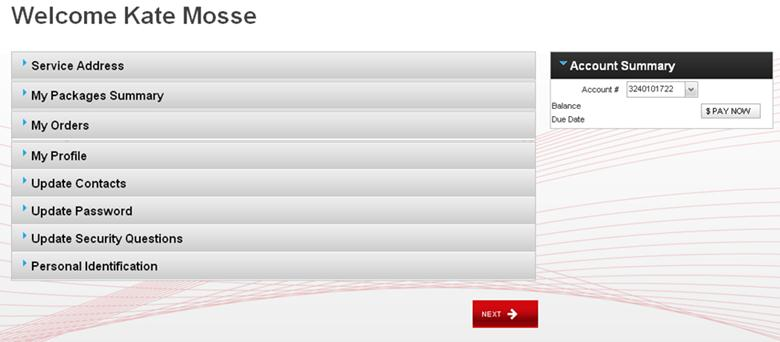 Welcome Kate Mosse
Service Address
My Packages Summary
My Orders
My Profile
Update Contacts
Update Password
Update Security Questions
Personal Identification
NEXT
Account Summary
Account # 3240101722
Balance
$ PAY NOW
Due Date